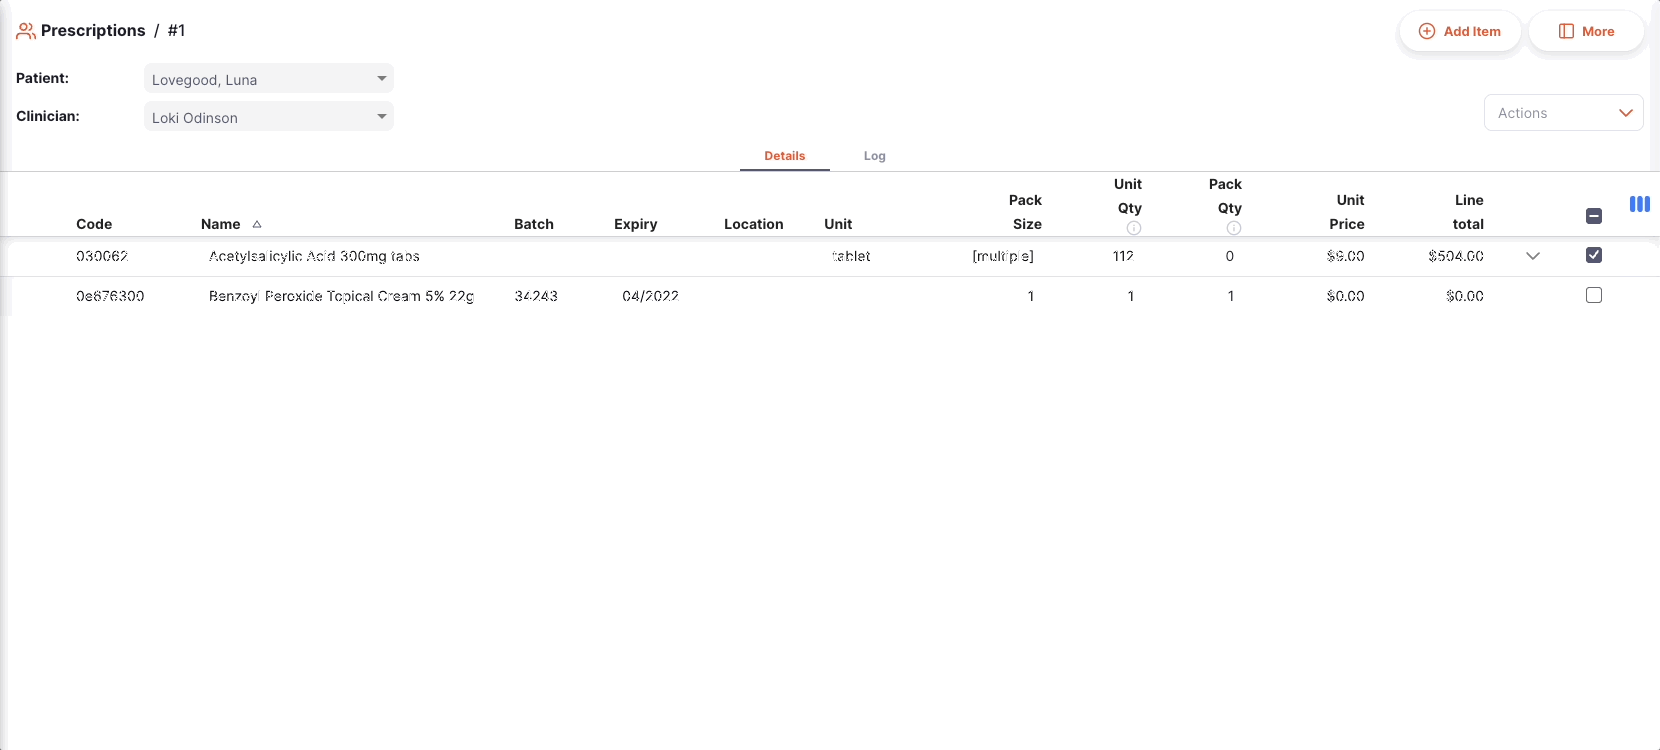 Prescriptions / #1
Add Item
More
Patient:
Lovegood, Luna
Clinician:
Loki Odinson
Actions
Details
Log
Code
Name
Batch
Expiry
Location
Unit
Pack Size
Unit Qty
Pack Qty
Unit Price
Line total
030062 Acetylsalicylic Acid 300mg tabs tablet [multiple] 112 0 $9.00 $504.00
0e676300 Benzoyl Peroxide Topical Cream 5% 22g 34243 04/2022 1 1 1 $0.00 $0.00